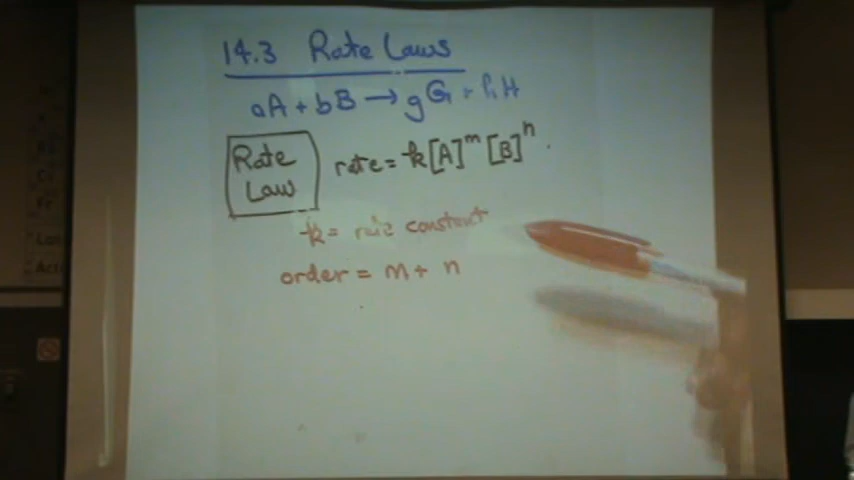 14.3 Rate Laws
aA + bB → gG + hH
Rate Law rate = k[A]^m [B]^n.
k = rate constant
order = m + n